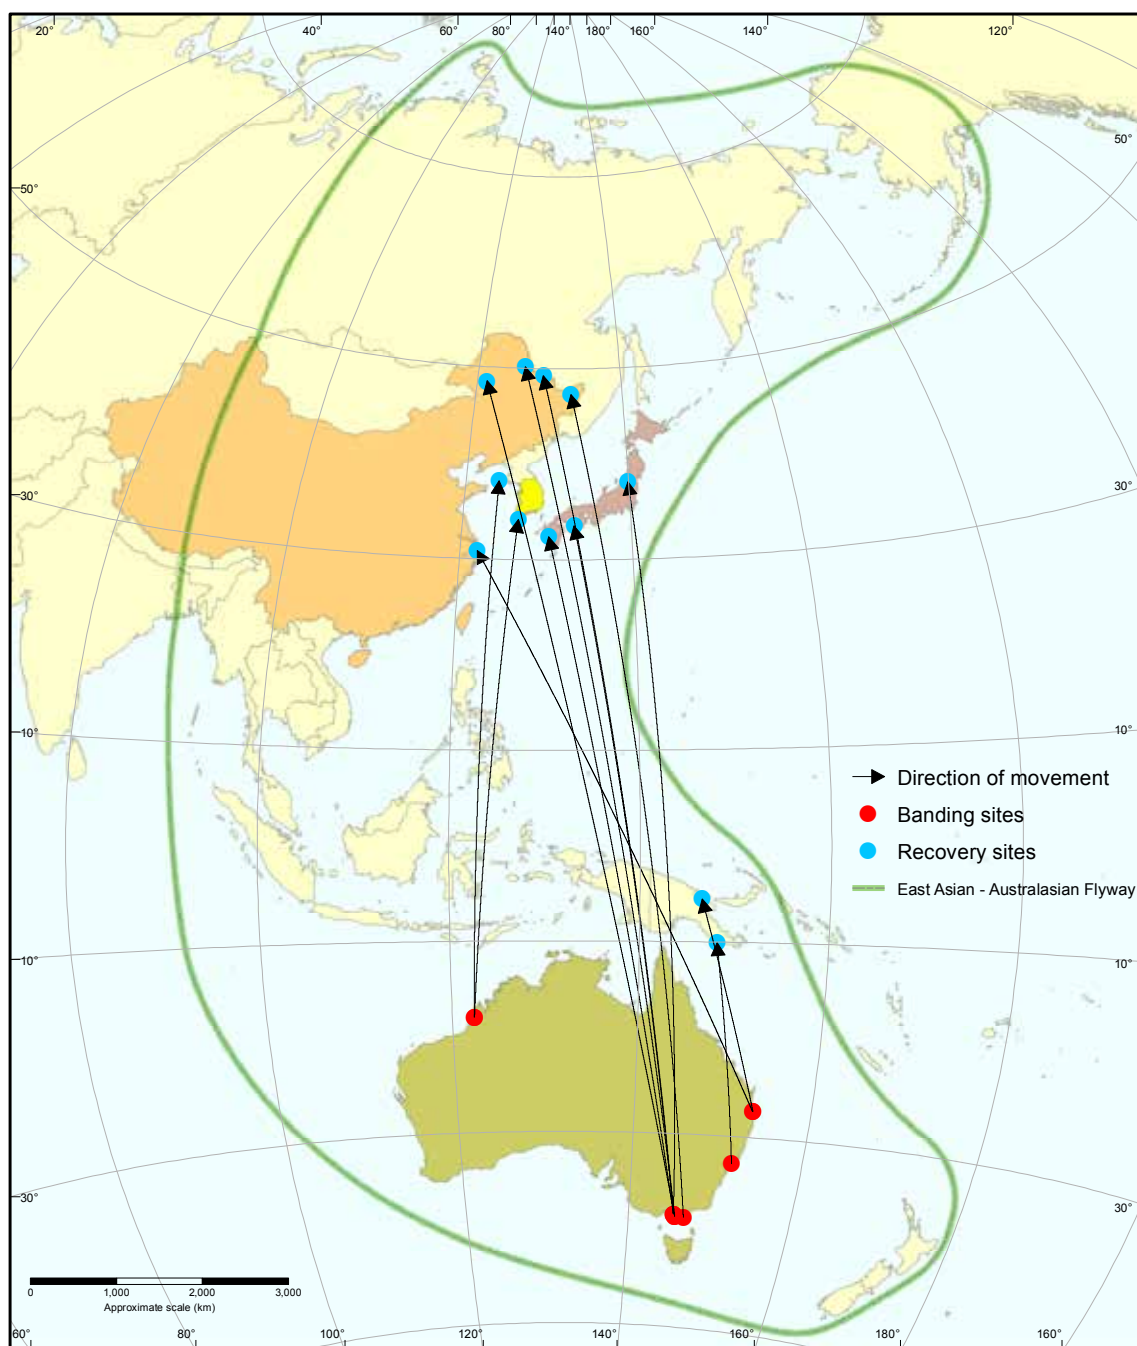 20° 40° 60° 80° 140° 180° 160° 140° 120°
50°
50°
30°
30°
10°
10°
Direction of movement
Banding sites
Recovery sites
East Asian - Australasian Flyway
10°
10°
30°
30°
0 1,000 2,000 3,000
Approximate scale (km)
60° 80° 100° 120° 140° 160° 180° 160°